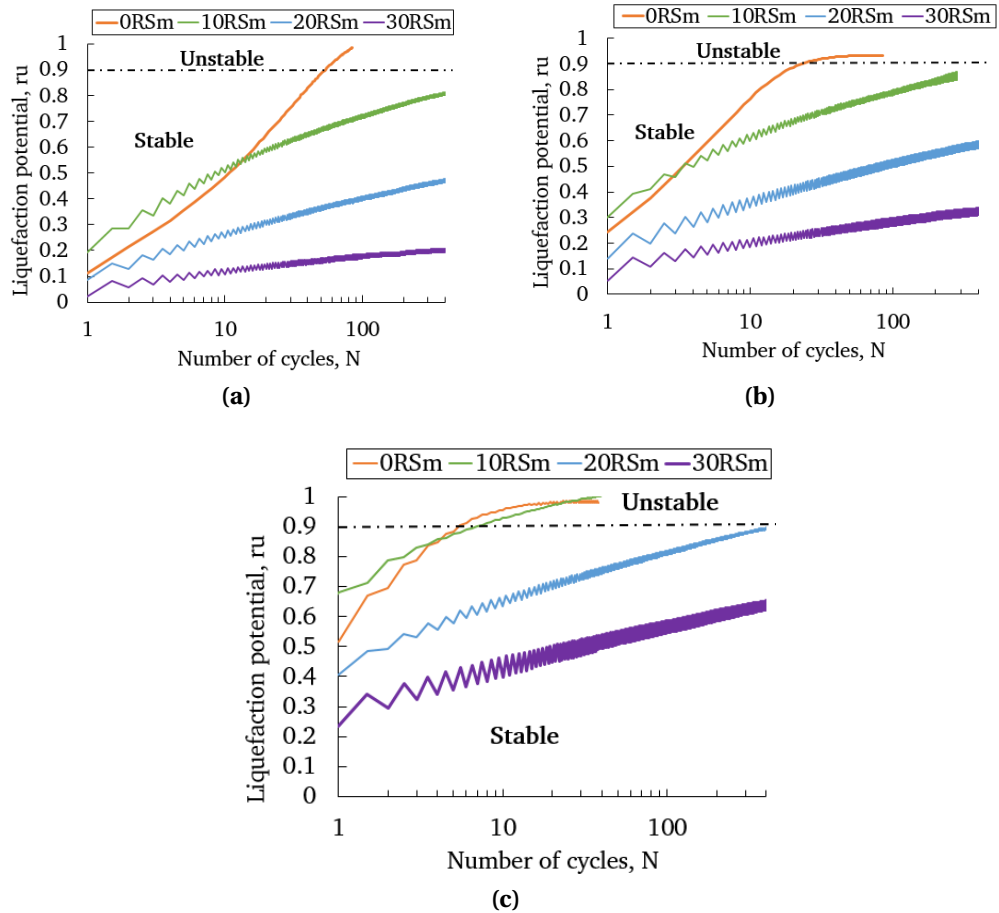 0RSm 10RSm 20RSm 30RSm
Liquefaction potential, ru
1
0.9
0.8
0.7
0.6
0.5
0.4
0.3
0.2
0.1
0
Unstable
Stable
1 10 100
Number of cycles, N
(a)
0RSm 10RSm 20RSm 30RSm
Liquefaction potential, ru
1
0.9
0.8
0.7
0.6
0.5
0.4
0.3
0.2
0.1
0
Unstable
Stable
1 10 100
Number of cycles, N
(b)
0RSm 10RSm 20RSm 30RSm
Liquefaction potential, ru
1
0.9
0.8
0.7
0.6
0.5
0.4
0.3
0.2
0.1
0
Unstable
Stable
1 10 100
Number of cycles, N
(c)